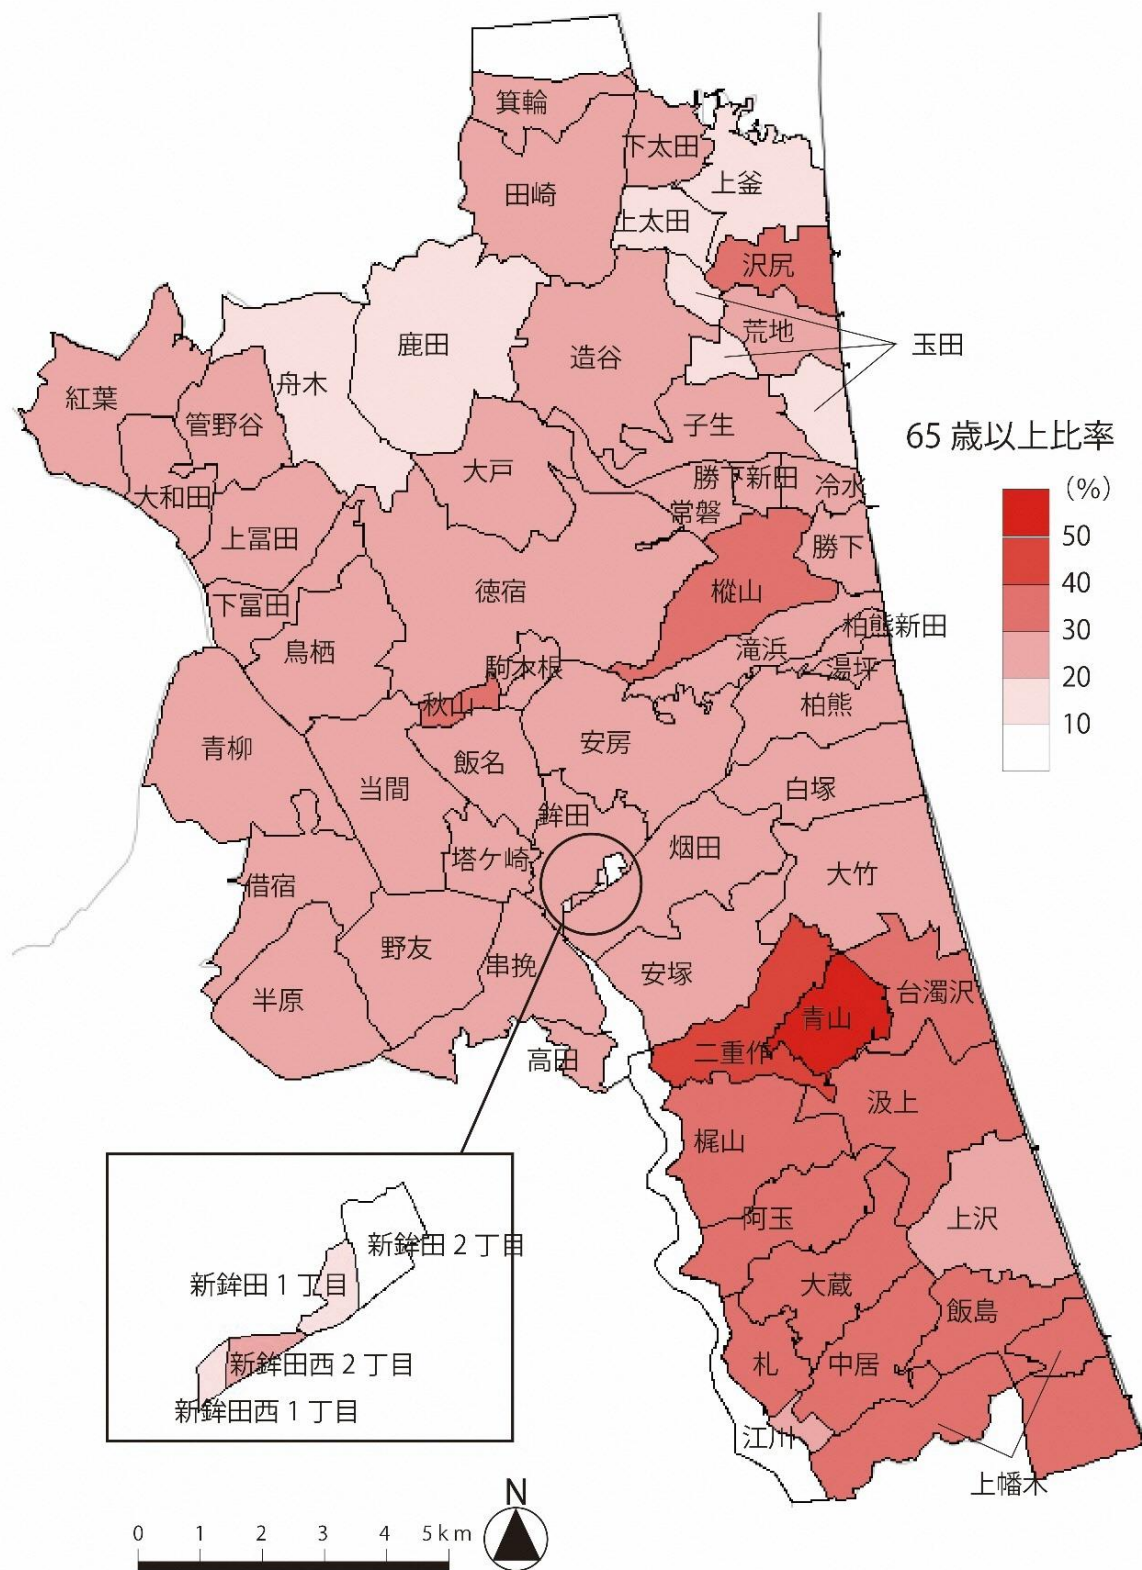 箕輪
下太田
田崎
上釜
上太田
沢尻
鹿田
荒地
造谷
玉田
紅葉
舟木
管野谷
子生
65 歳以上比率
(%)
大戸
勝下新田
冷水
大和田
常磐
50
上冨田
勝下
40
徳宿
樅山
下冨田
柏熊新田
30
鳥栖
滝浜
駒木根
湯坪
20
秋山
柏熊
10
青柳
安房
飯名
当間
白塚
鉾田
烟田
塔ケ崎
大竹
借宿
野友
串挽
安塚
半原
台濁沢
青山
二重作
高田
汲上
梶山
上沢
阿玉
新鉾田 2 丁目
新鉾田 1 丁目
大蔵
飯島
札
中居
新鉾田西 2 丁目
新鉾田西 1 丁目
江川
上幡木
N
0 1 2 3 4 5 km